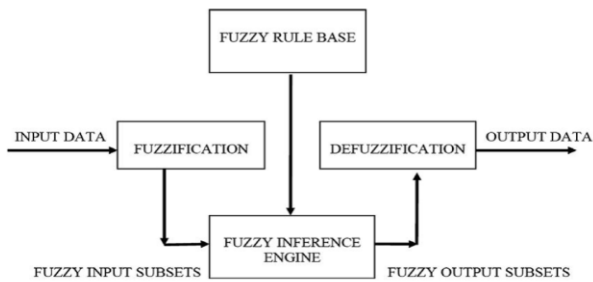 FUZZY RULE BASE
INPUT DATA
FUZZIFICATION
DEFUZZIFICATION
OUTPUT DATA
FUZZY INFERENCE
ENGINE
FUZZY INPUT SUBSETS
FUZZY OUTPUT SUBSETS